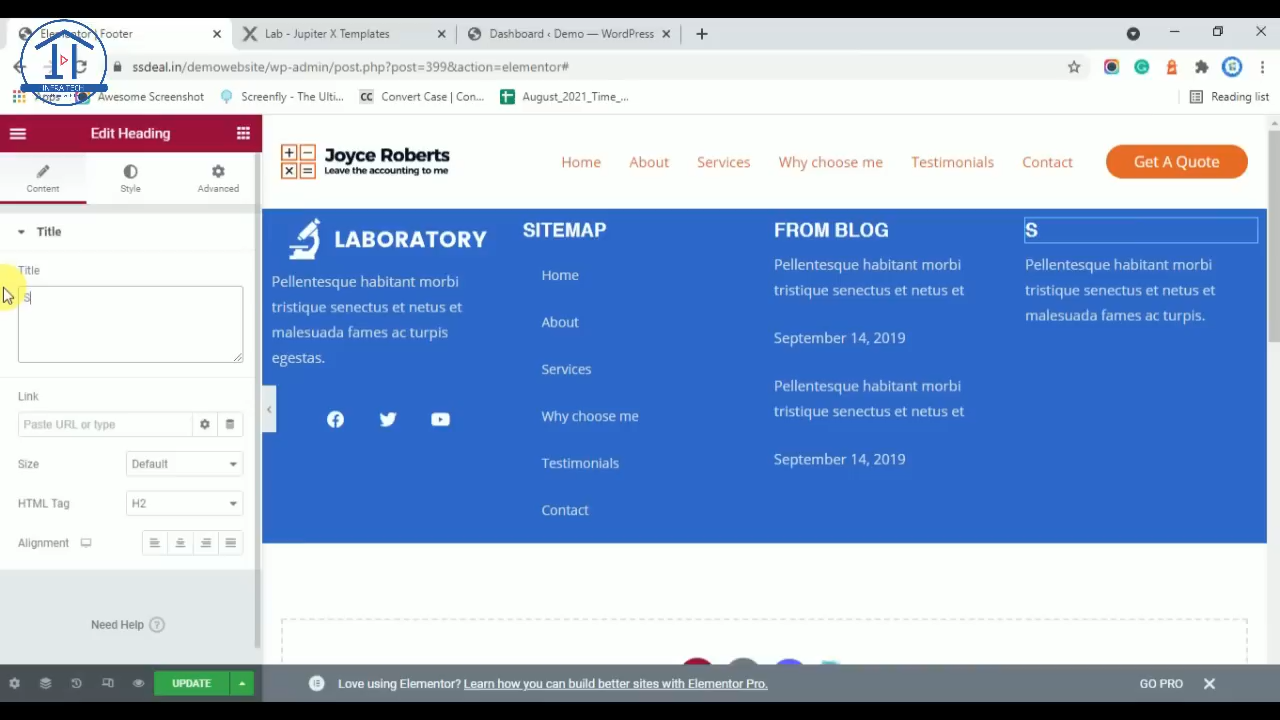 Elementor | Footer
Lab - Jupiter X Templates
Dashboard ‹ Demo — WordPress
ssdeal.in/demowebsite/wp-admin/post.php?post=399&action=elementor#
INFRA TECH
Apps
Awesome Screenshot
Screenfly - The Ulti...
CC
Convert Case | Con...
August_2021_Time_...
Reading list
Edit Heading
Content
Style
Advanced
Title
Title
S
Link
Paste URL or type
Size
Default
HTML Tag
H2
Alignment
Need Help
?
UPDATE
Joyce Roberts
Leave the accounting to me
Home
About
Services
Why choose me
Testimonials
Contact
Get A Quote
LABORATORY
Pellentesque habitant morbi
tristique senectus et netus et
malesuada fames ac turpis
egestas.
SITEMAP
Home
About
Services
Why choose me
Testimonials
Contact
FROM BLOG
Pellentesque habitant morbi
tristique senectus et netus et
September 14, 2019
Pellentesque habitant morbi
tristique senectus et netus et
September 14, 2019
S
Pellentesque habitant morbi
tristique senectus et netus et
malesuada fames ac turpis.
Love using Elementor? Learn how you can build better sites with Elementor Pro.
GO PRO